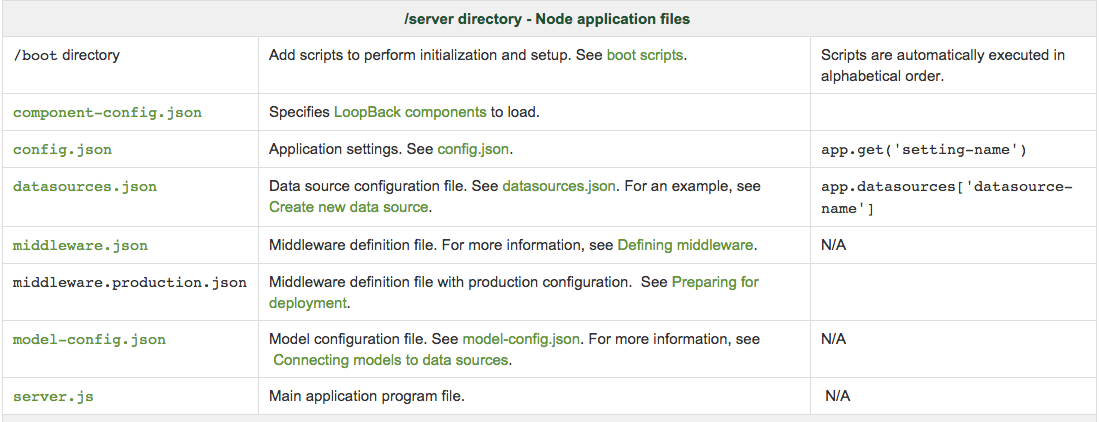 /server directory - Node application files
/boot directory
Add scripts to perform initialization and setup. See boot scripts.
Scripts are automatically executed in
alphabetical order.
component-config.json
Specifies LoopBack components to load.
config.json
Application settings. See config.json.
app.get('setting-name')
datasources.json
Data source configuration file. See datasources.json. For an example, see
Create new data source.
app.datasources['datasource-
name']
middleware.json
Middleware definition file. For more information, see Defining middleware.
N/A
middleware.production.json
Middleware definition file with production configuration.  See Preparing for
deployment.
model-config.json
Model configuration file. See model-config.json. For more information, see
Connecting models to data sources.
N/A
server.js
Main application program file.
N/A